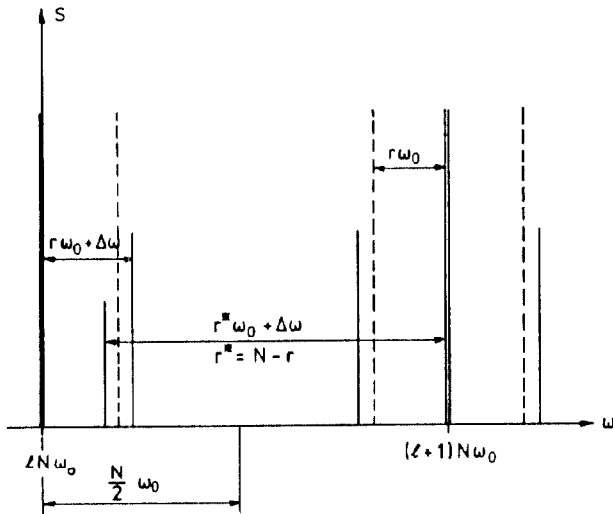 S
rω₀
rω₀ + Δω
r* ω₀ + Δω
r* = N - r
ω
ℓNω₀
(ℓ+1)Nω₀
N/2 ω₀